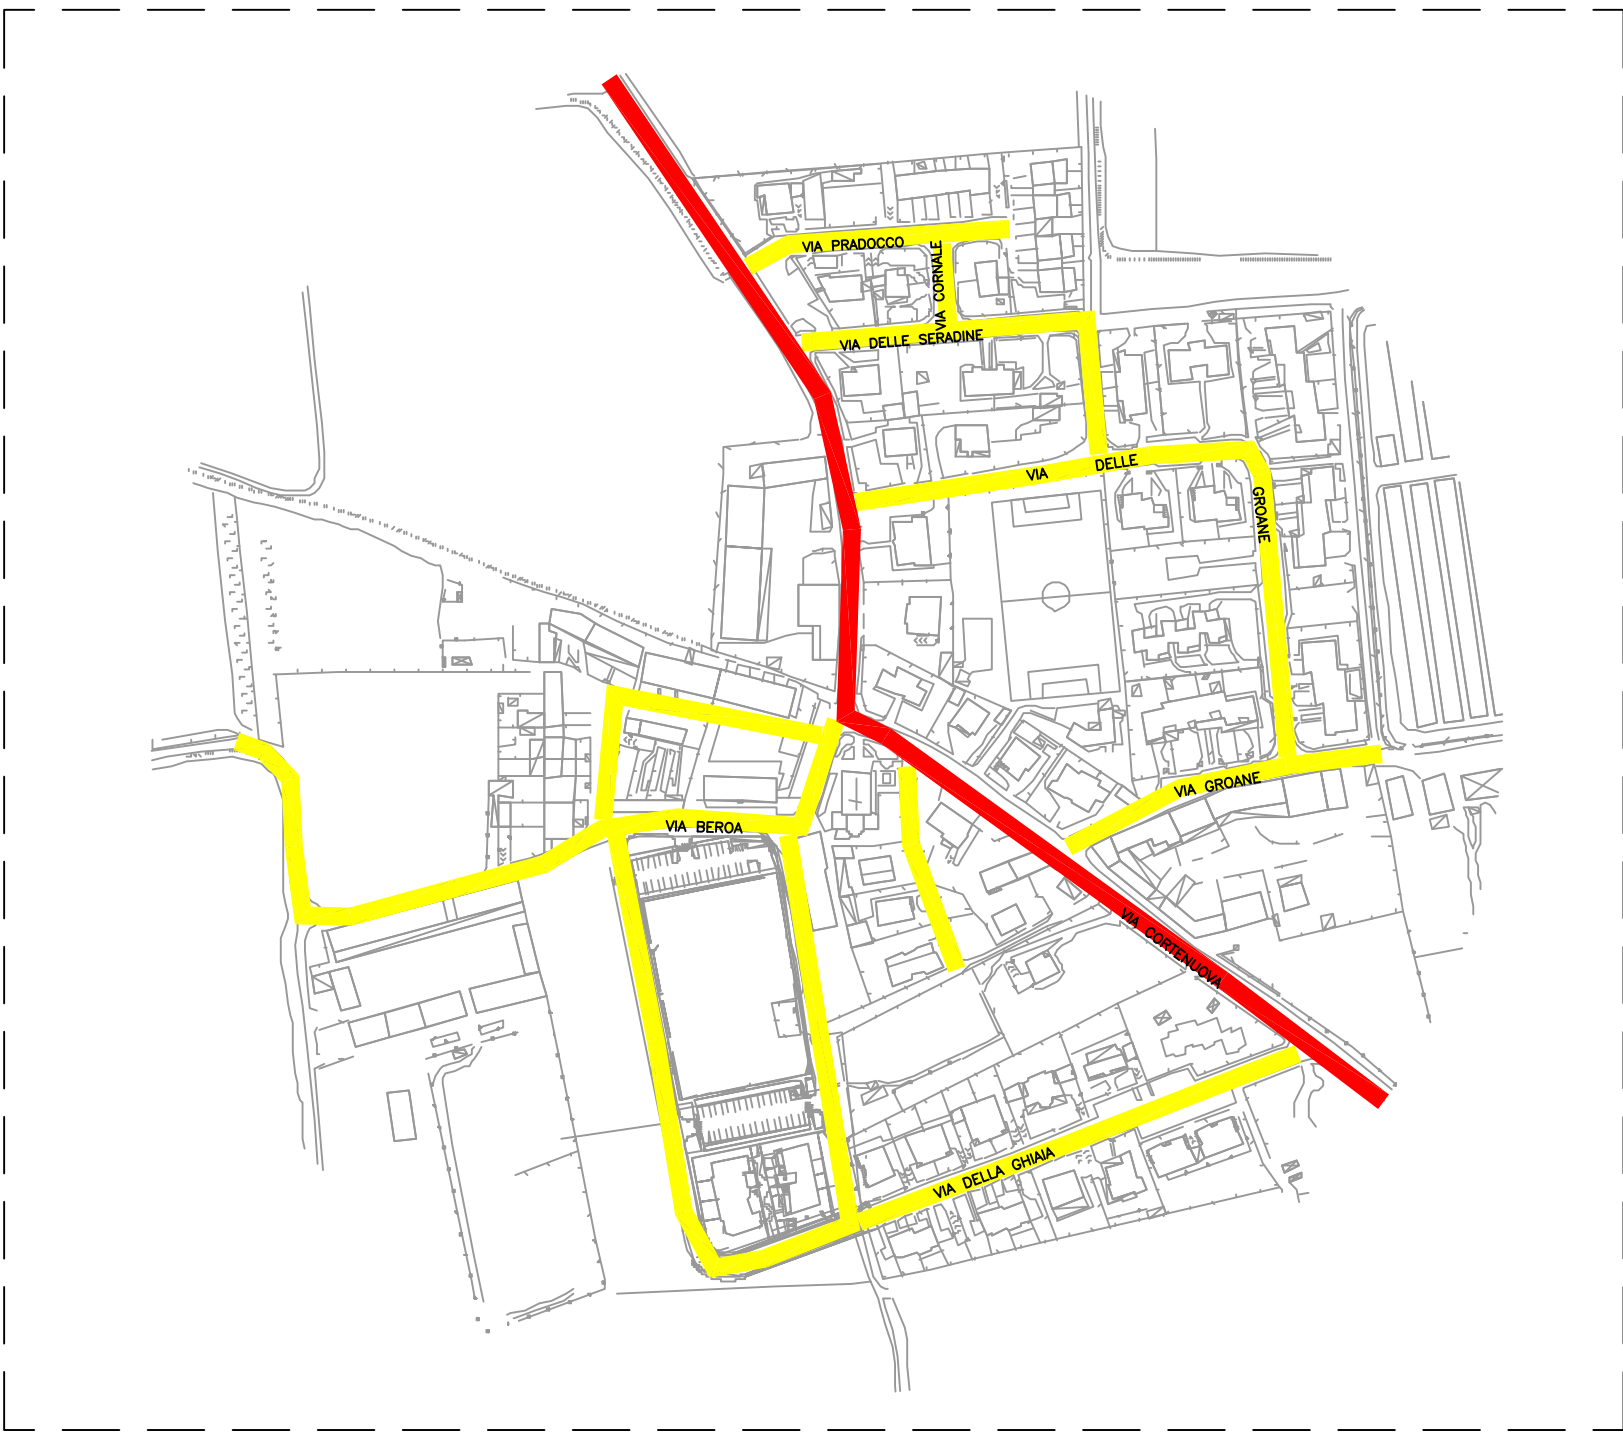 VIA PRADOCCO
VIA CORNALE
VIA DELLE SERADINE
VIA DELLE
GROANE
VIA GROANE
VIA BEROA
VIA CORTENUOVA
VIA DELLA GHIAIA